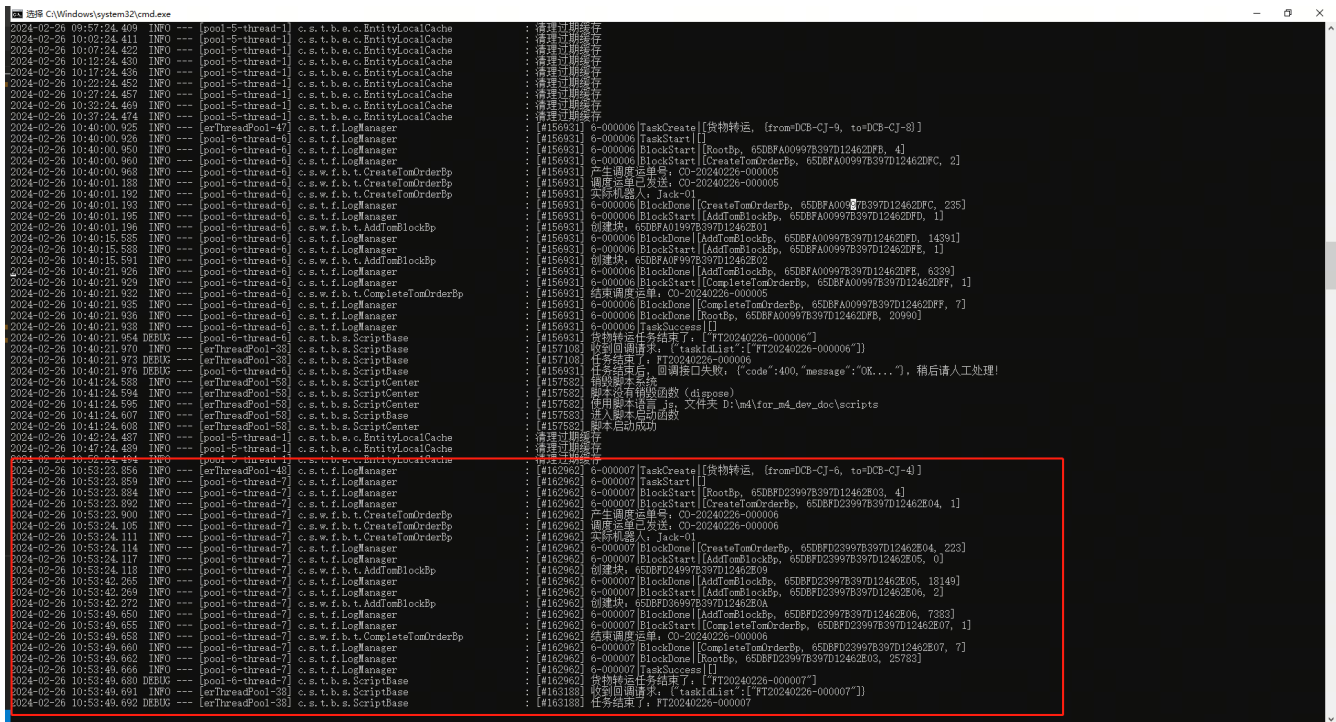 选择 C:\Windows\system32\cmd.exe
2024-02-26 09:57:24.409 INFO --- [pool-5-thread-1] c.s.t.b.e.c.EntityLocalCache : 清理过期缓存
2024-02-26 10:02:24.411 INFO --- [pool-5-thread-1] c.s.t.b.e.c.EntityLocalCache : 清理过期缓存
2024-02-26 10:07:24.422 INFO --- [pool-5-thread-1] c.s.t.b.e.c.EntityLocalCache : 清理过期缓存
2024-02-26 10:12:24.430 INFO --- [pool-5-thread-1] c.s.t.b.e.c.EntityLocalCache : 清理过期缓存
2024-02-26 10:17:24.436 INFO --- [pool-5-thread-1] c.s.t.b.e.c.EntityLocalCache : 清理过期缓存
2024-02-26 10:22:24.452 INFO --- [pool-5-thread-1] c.s.t.b.e.c.EntityLocalCache : 清理过期缓存
2024-02-26 10:27:24.457 INFO --- [pool-5-thread-1] c.s.t.b.e.c.EntityLocalCache : 清理过期缓存
2024-02-26 10:32:24.469 INFO --- [pool-5-thread-1] c.s.t.b.e.c.EntityLocalCache : 清理过期缓存
2024-02-26 10:37:24.474 INFO --- [pool-5-thread-1] c.s.t.b.e.c.EntityLocalCache : 清理过期缓存
2024-02-26 10:40:00.925 INFO --- [erThreadPool-47] c.s.t.f.LogManager : [#156931] 6-000006|TaskCreate|[货物转运, {from=DCB-CJ-9, to=DCB-CJ-8}]
2024-02-26 10:40:00.926 INFO --- [pool-6-thread-6] c.s.t.f.LogManager : [#156931] 6-000006|TaskStart|[]
2024-02-26 10:40:00.950 INFO --- [pool-6-thread-6] c.s.t.f.LogManager : [#156931] 6-000006|BlockStart|[RootBp, 65DBFA00997B397D12462DFB, 4]
2024-02-26 10:40:00.960 INFO --- [pool-6-thread-6] c.s.t.f.LogManager : [#156931] 6-000006|BlockStart|[CreateTomOrderBp, 65DBFA00997B397D12462DFC, 2]
2024-02-26 10:40:00.968 INFO --- [pool-6-thread-6] c.s.w.f.b.t.CreateTomOrderBp : [#156931] 产生调度运单号: CO-20240226-000005
2024-02-26 10:40:01.188 INFO --- [pool-6-thread-6] c.s.w.f.b.t.CreateTomOrderBp : [#156931] 调度运单已发送: CO-20240226-000005
2024-02-26 10:40:01.192 INFO --- [pool-6-thread-6] c.s.w.f.b.t.CreateTomOrderBp : [#156931] 实际机器人: Jack-01
2024-02-26 10:40:01.193 INFO --- [pool-6-thread-6] c.s.t.f.LogManager : [#156931] 6-000006|BlockDone|[CreateTomOrderBp, 65DBFA00997B397D12462DFC, 235]
2024-02-26 10:40:01.195 INFO --- [pool-6-thread-6] c.s.t.f.LogManager : [#156931] 6-000006|BlockStart|[AddTomBlockBp, 65DBFA00997B397D12462DFD, 1]
2024-02-26 10:40:01.196 INFO --- [pool-6-thread-6] c.s.w.f.b.t.AddTomBlockBp : [#156931] 创建块: 65DBFA01997B397D12462E01
2024-02-26 10:40:15.585 INFO --- [pool-6-thread-6] c.s.t.f.LogManager : [#156931] 6-000006|BlockDone|[AddTomBlockBp, 65DBFA00997B397D12462DFD, 14391]
2024-02-26 10:40:15.588 INFO --- [pool-6-thread-6] c.s.t.f.LogManager : [#156931] 6-000006|BlockStart|[AddTomBlockBp, 65DBFA00997B397D12462DFE, 1]
2024-02-26 10:40:15.591 INFO --- [pool-6-thread-6] c.s.w.f.b.t.AddTomBlockBp : [#156931] 创建块: 65DBFA0F997B397D12462E02
2024-02-26 10:40:21.926 INFO --- [pool-6-thread-6] c.s.t.f.LogManager : [#156931] 6-000006|BlockDone|[AddTomBlockBp, 65DBFA00997B397D12462DFE, 6339]
2024-02-26 10:40:21.929 INFO --- [pool-6-thread-6] c.s.t.f.LogManager : [#156931] 6-000006|BlockStart|[CompleteTomOrderBp, 65DBFA00997B397D12462DFF, 1]
2024-02-26 10:40:21.932 INFO --- [pool-6-thread-6] c.s.w.f.b.t.CompleteTomOrderBp : [#156931] 结束调度运单: CO-20240226-000005
2024-02-26 10:40:21.935 INFO --- [pool-6-thread-6] c.s.t.f.LogManager : [#156931] 6-000006|BlockDone|[CompleteTomOrderBp, 65DBFA00997B397D12462DFF, 7]
2024-02-26 10:40:21.936 INFO --- [pool-6-thread-6] c.s.t.f.LogManager : [#156931] 6-000006|BlockDone|[RootBp, 65DBFA00997B397D12462DFB, 20990]
2024-02-26 10:40:21.938 INFO --- [pool-6-thread-6] c.s.t.f.LogManager : [#156931] 6-000006|TaskSuccess|[]
2024-02-26 10:40:21.954 DEBUG --- [pool-6-thread-6] c.s.t.b.s.ScriptBase : [#156931] 货物转运任务结束了: ["FT20240226-000006"]
2024-02-26 10:40:21.970 INFO --- [erThreadPool-38] c.s.t.b.s.ScriptBase : [#157108] 收到回调请求: {"taskIdList":["FT20240226-000006"]}
2024-02-26 10:40:21.973 DEBUG --- [erThreadPool-38] c.s.t.b.s.ScriptBase : [#157108] 任务结束了: FT20240226-000006
2024-02-26 10:40:21.976 DEBUG --- [pool-6-thread-6] c.s.t.b.s.ScriptBase : [#156931] 任务结束后, 回调接口失败: {"code":400,"message":"OK...."}, 稍后请人工处理!
2024-02-26 10:41:24.588 INFO --- [erThreadPool-58] c.s.t.b.s.ScriptCenter : [#157582] 销毁脚本系统
2024-02-26 10:41:24.594 INFO --- [erThreadPool-58] c.s.t.b.s.ScriptCenter : [#157582] 脚本没有销毁函数 (dispose)
2024-02-26 10:41:24.595 INFO --- [erThreadPool-58] c.s.t.b.s.ScriptCenter : [#157582] 使用脚本语言 js, 文件夹 D:\m4\for_m4_dev_doc\scripts
2024-02-26 10:41:24.607 INFO --- [erThreadPool-58] c.s.t.b.s.ScriptBase : [#157583] 进入脚本启动函数
2024-02-26 10:41:24.608 INFO --- [erThreadPool-58] c.s.t.b.s.ScriptCenter : [#157582] 脚本启动成功
2024-02-26 10:42:24.487 INFO --- [pool-5-thread-1] c.s.t.b.e.c.EntityLocalCache : 清理过期缓存
2024-02-26 10:47:24.489 INFO --- [pool-5-thread-1] c.s.t.b.e.c.EntityLocalCache : 清理过期缓存
2024-02-26 10:52:24.494 INFO --- [pool-5-thread-1] c.s.t.b.e.c.EntityLocalCache : 清理过期缓存
2024-02-26 10:53:23.856 INFO --- [erThreadPool-48] c.s.t.f.LogManager : [#162962] 6-000007|TaskCreate|[货物转运, {from=DCB-CJ-6, to=DCB-CJ-4}]
2024-02-26 10:53:23.859 INFO --- [pool-6-thread-7] c.s.t.f.LogManager : [#162962] 6-000007|TaskStart|[]
2024-02-26 10:53:23.884 INFO --- [pool-6-thread-7] c.s.t.f.LogManager : [#162962] 6-000007|BlockStart|[RootBp, 65DBFD23997B397D12462E03, 4]
2024-02-26 10:53:23.892 INFO --- [pool-6-thread-7] c.s.t.f.LogManager : [#162962] 6-000007|BlockStart|[CreateTomOrderBp, 65DBFD23997B397D12462E04, 1]
2024-02-26 10:53:23.900 INFO --- [pool-6-thread-7] c.s.w.f.b.t.CreateTomOrderBp : [#162962] 产生调度运单号: CO-20240226-000006
2024-02-26 10:53:24.105 INFO --- [pool-6-thread-7] c.s.w.f.b.t.CreateTomOrderBp : [#162962] 调度运单已发送: CO-20240226-000006
2024-02-26 10:53:24.111 INFO --- [pool-6-thread-7] c.s.w.f.b.t.CreateTomOrderBp : [#162962] 实际机器人: Jack-01
2024-02-26 10:53:24.114 INFO --- [pool-6-thread-7] c.s.t.f.LogManager : [#162962] 6-000007|BlockDone|[CreateTomOrderBp, 65DBFD23997B397D12462E04, 223]
2024-02-26 10:53:24.117 INFO --- [pool-6-thread-7] c.s.t.f.LogManager : [#162962] 6-000007|BlockStart|[AddTomBlockBp, 65DBFD23997B397D12462E05, 0]
2024-02-26 10:53:24.118 INFO --- [pool-6-thread-7] c.s.w.f.b.t.AddTomBlockBp : [#162962] 创建块: 65DBFD24997B397D12462E09
2024-02-26 10:53:42.265 INFO --- [pool-6-thread-7] c.s.t.f.LogManager : [#162962] 6-000007|BlockDone|[AddTomBlockBp, 65DBFD23997B397D12462E05, 18149]
2024-02-26 10:53:42.269 INFO --- [pool-6-thread-7] c.s.t.f.LogManager : [#162962] 6-000007|BlockStart|[AddTomBlockBp, 65DBFD23997B397D12462E06, 2]
2024-02-26 10:53:42.272 INFO --- [pool-6-thread-7] c.s.w.f.b.t.AddTomBlockBp : [#162962] 创建块: 65DBFD36997B397D12462E0A
2024-02-26 10:53:49.650 INFO --- [pool-6-thread-7] c.s.t.f.LogManager : [#162962] 6-000007|BlockDone|[AddTomBlockBp, 65DBFD23997B397D12462E06, 7383]
2024-02-26 10:53:49.655 INFO --- [pool-6-thread-7] c.s.t.f.LogManager : [#162962] 6-000007|BlockStart|[CompleteTomOrderBp, 65DBFD23997B397D12462E07, 1]
2024-02-26 10:53:49.658 INFO --- [pool-6-thread-7] c.s.w.f.b.t.CompleteTomOrderBp : [#162962] 结束调度运单: CO-20240226-000006
2024-02-26 10:53:49.660 INFO --- [pool-6-thread-7] c.s.t.f.LogManager : [#162962] 6-000007|BlockDone|[CompleteTomOrderBp, 65DBFD23997B397D12462E07, 7]
2024-02-26 10:53:49.662 INFO --- [pool-6-thread-7] c.s.t.f.LogManager : [#162962] 6-000007|BlockDone|[RootBp, 65DBFD23997B397D12462E03, 25783]
2024-02-26 10:53:49.666 INFO --- [pool-6-thread-7] c.s.t.f.LogManager : [#162962] 6-000007|TaskSuccess|[]
2024-02-26 10:53:49.680 DEBUG --- [pool-6-thread-7] c.s.t.b.s.ScriptBase : [#162962] 货物转运任务结束了: ["FT20240226-000007"]
2024-02-26 10:53:49.691 INFO --- [erThreadPool-38] c.s.t.b.s.ScriptBase : [#163188] 收到回调请求: {"taskIdList":["FT20240226-000007"]}
2024-02-26 10:53:49.692 DEBUG --- [erThreadPool-38] c.s.t.b.s.ScriptBase : [#163188] 任务结束了: FT20240226-000007